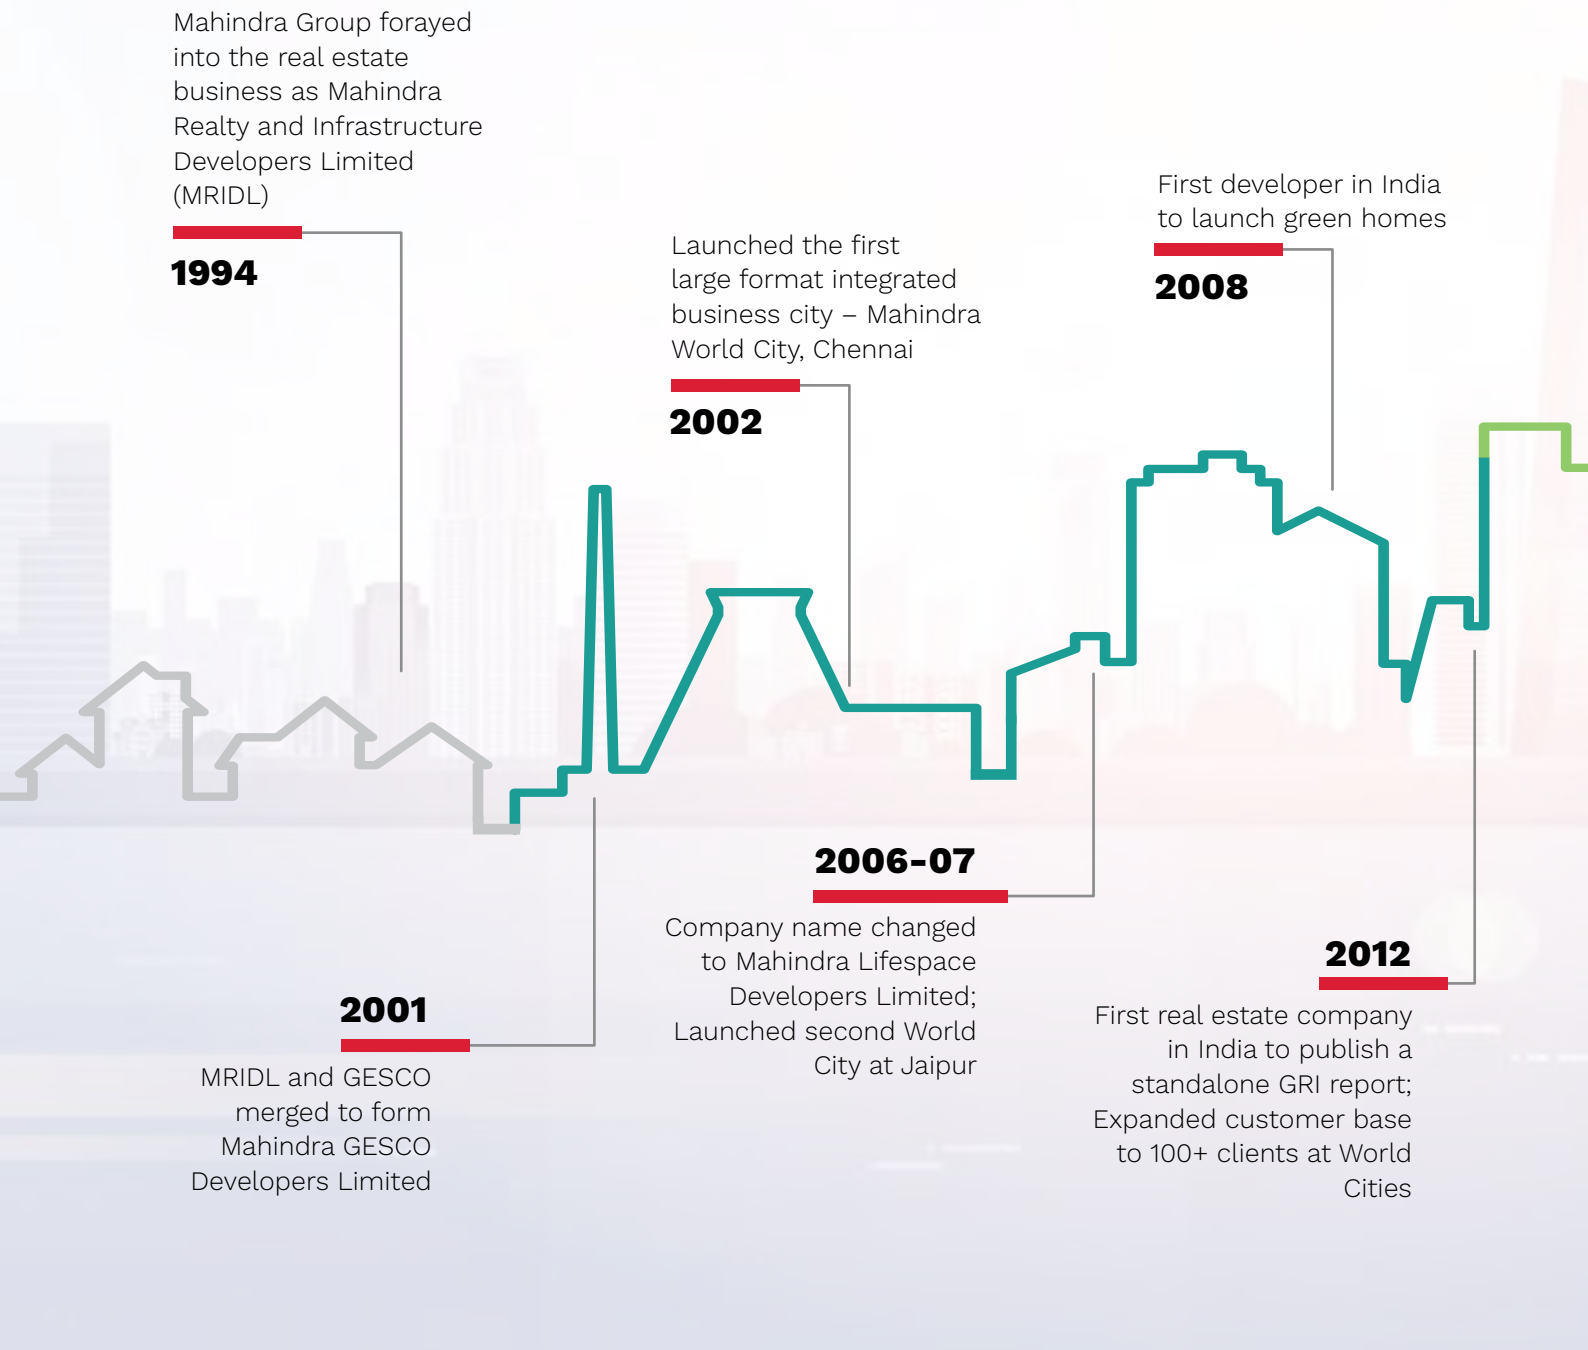 Mahindra Group forayed
into the real estate
business as Mahindra
Realty and Infrastructure
Developers Limited
(MRIDL)
1994
2001
MRIDL and GESCO
merged to form
Mahindra GESCO
Developers Limited
Launched the first
large format integrated
business city – Mahindra
World City, Chennai
2002
2006-07
Company name changed
to Mahindra Lifespace
Developers Limited;
Launched second World
City at Jaipur
First developer in India
to launch green homes
2008
2012
First real estate company
in India to publish a
standalone GRI report;
Expanded customer base
to 100+ clients at World
Cities